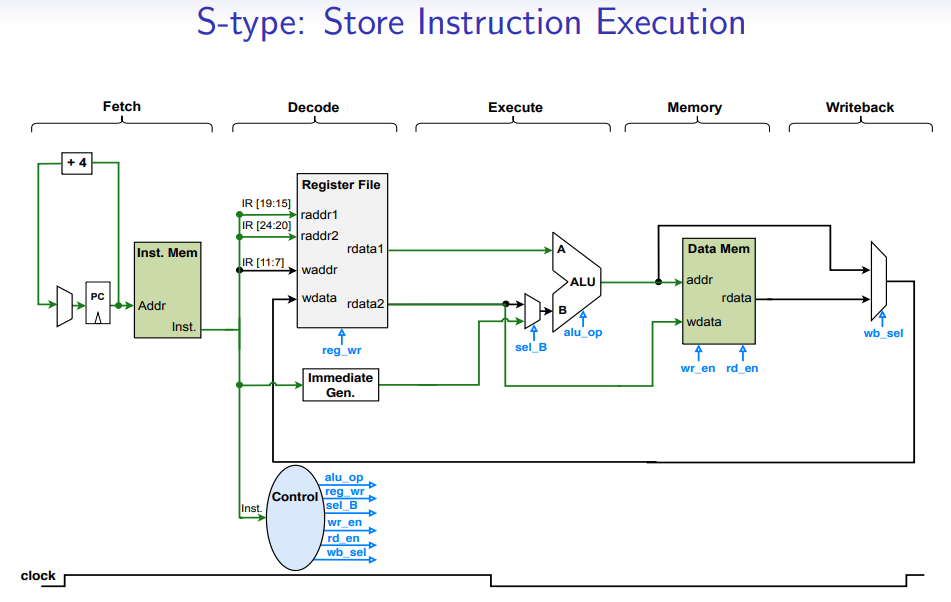 S-type: Store Instruction Execution
Fetch
Decode
Execute
Memory
Writeback
+ 4
PC
Inst. Mem
Addr
Inst.
IR [19:15]
IR [24:20]
IR [11:7]
Register File
raddr1
raddr2
rdata1
waddr
wdata
rdata2
reg_wr
Immediate
Gen.
A
ALU
B
alu_op
sel_B
Data Mem
addr
rdata
wdata
wr_en
rd_en
wb_sel
Inst.
Control
alu_op
reg_wr
sel_B
wr_en
rd_en
wb_sel
clock